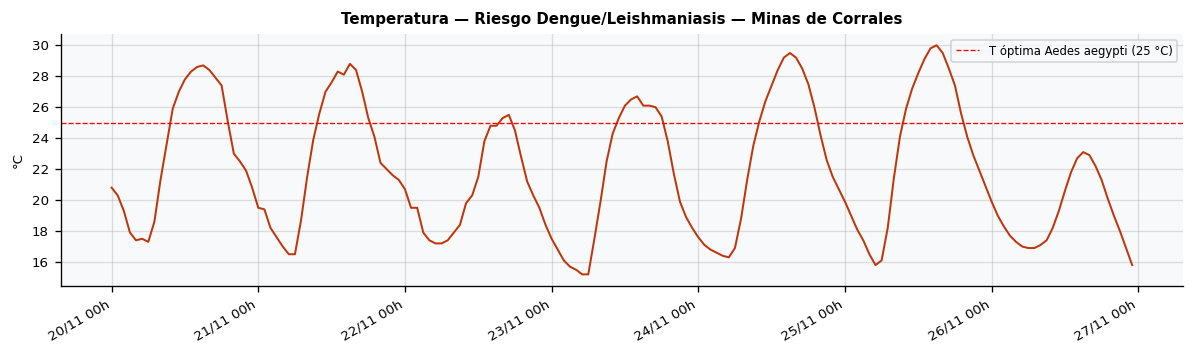 Temperatura — Riesgo Dengue/Leishmaniasis — Minas de Corrales
T óptima Aedes aegypti (25 °C)
°C
30
28
26
24
22
20
18
16
20/11 00h
21/11 00h
22/11 00h
23/11 00h
24/11 00h
25/11 00h
26/11 00h
27/11 00h